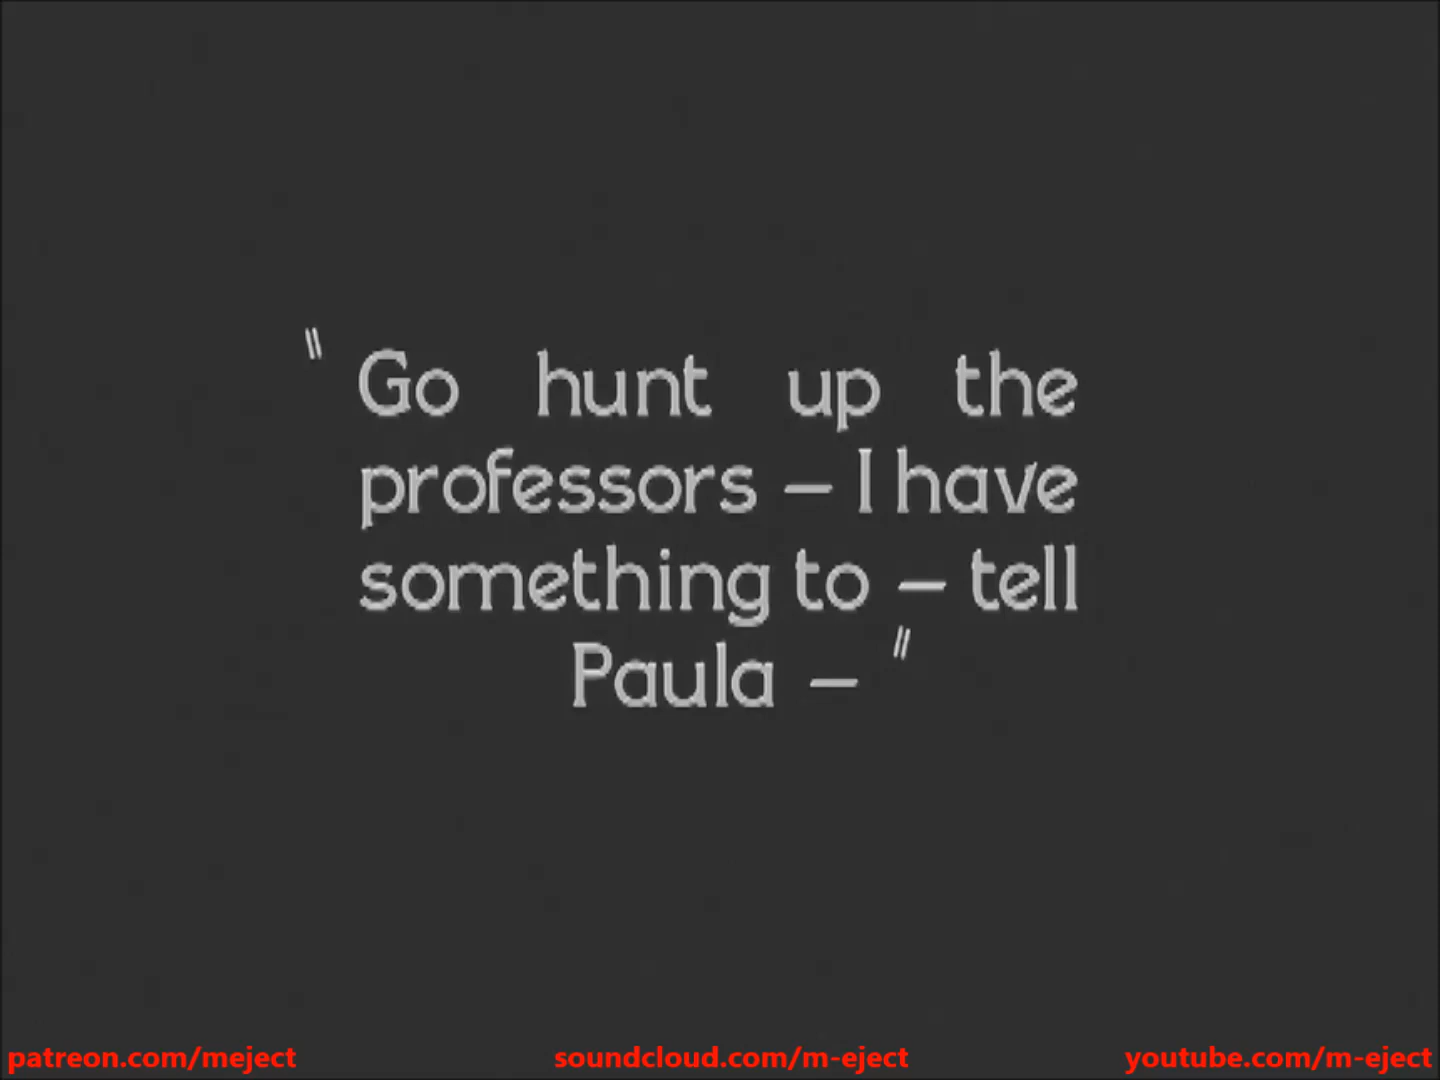 " Go hunt up the
professors – I have
something to – tell
Paula – "
patreon.com/meject soundcloud.com/m-eject youtube.com/m-eject